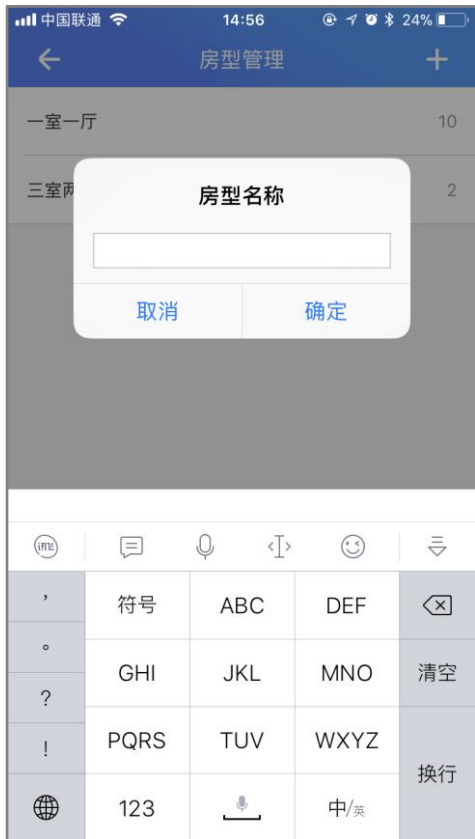 中国联通 14:56 24%
房型管理
一室一厅 10
三室两 2
房型名称
取消 确定
iME
, 符号 ABC DEF
。 GHI JKL MNO 清空
?
! PQRS TUV WXYZ 换行
123 中/英